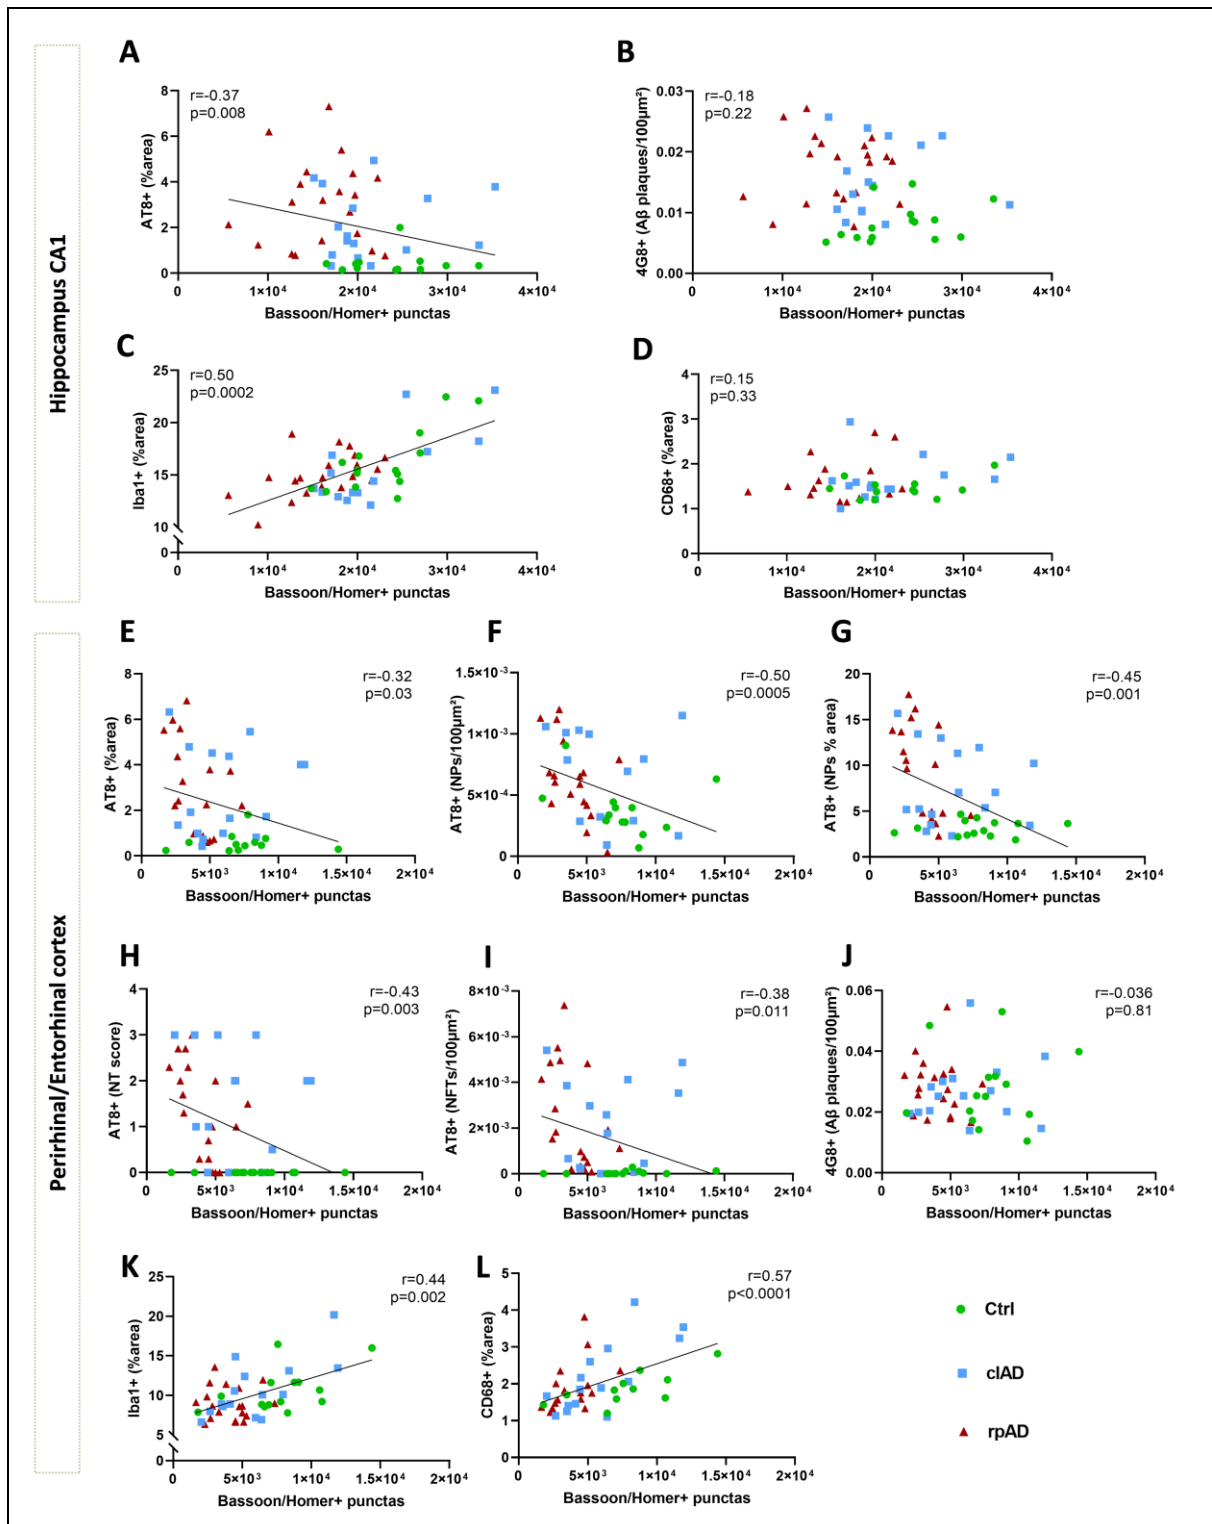 Hippocampus CA1
A
r=-0.37
p=0.008
AT8+ (%area)
8
6
4
2
0
0
1×10⁴
2×10⁴
3×10⁴
4×10⁴
Bassoon/Homer+ punctas
B
r=-0.18
p=0.22
4G8+ (Aβ plaques/100µm²)
0.03
0.02
0.01
0.00
0
1×10⁴
2×10⁴
3×10⁴
4×10⁴
Bassoon/Homer+ punctas
C
r=0.50
p=0.0002
Iba1+ (%area)
25
20
15
10
0
0
1×10⁴
2×10⁴
3×10⁴
4×10⁴
Bassoon/Homer+ punctas
D
r=0.15
p=0.33
CD68+ (%area)
4
3
2
1
0
0
1×10⁴
2×10⁴
3×10⁴
4×10⁴
Bassoon/Homer+ punctas
Perirhinal/Entorhinal cortex
E
r=-0.32
p=0.03
AT8+ (%area)
8
6
4
2
0
0
5×10³
1×10⁴
1.5×10⁴
2×10⁴
Bassoon/Homer+ punctas
F
r=-0.50
p=0.0005
AT8+ (NPs/100µm²)
1.5×10⁻³
1×10⁻³
5×10⁻⁴
0
0
5×10³
1×10⁴
1.5×10⁴
2×10⁴
Bassoon/Homer+ punctas
G
r=-0.45
p=0.001
AT8+ (NPs % area)
20
15
10
5
0
0
5×10³
1×10⁴
1.5×10⁴
2×10⁴
Bassoon/Homer+ punctas
H
r=-0.43
p=0.003
AT8+ (NT score)
4
3
2
1
0
0
5×10³
1×10⁴
1.5×10⁴
2×10⁴
Bassoon/Homer+ punctas
I
r=-0.38
p=0.011
AT8+ (NFTs/100µm²)
8×10⁻³
6×10⁻³
4×10⁻³
2×10⁻³
0
0
5×10³
1×10⁴
1.5×10⁴
2×10⁴
Bassoon/Homer+ punctas
J
r=-0.036
p=0.81
4G8+ (Aβ plaques/100µm²)
0.06
0.04
0.02
0.00
0
5×10³
1×10⁴
1.5×10⁴
2×10⁴
Bassoon/Homer+ punctas
K
r=0.44
p=0.002
Iba1+ (%area)
25
20
15
10
5
0
0
5×10³
1×10⁴
1.5×10⁴
2×10⁴
Bassoon/Homer+ punctas
L
r=0.57
p<0.0001
CD68+ (%area)
5
4
3
2
1
0
0
5×10³
1×10⁴
1.5×10⁴
2×10⁴
Bassoon/Homer+ punctas
Ctrl
clAD
rpAD